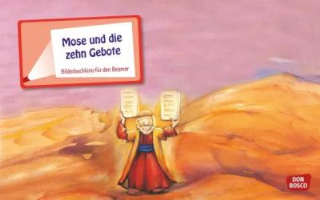 Mose und die
zehn Gebote
Bilderbuchkino für den Beamer
DON
BOSCO